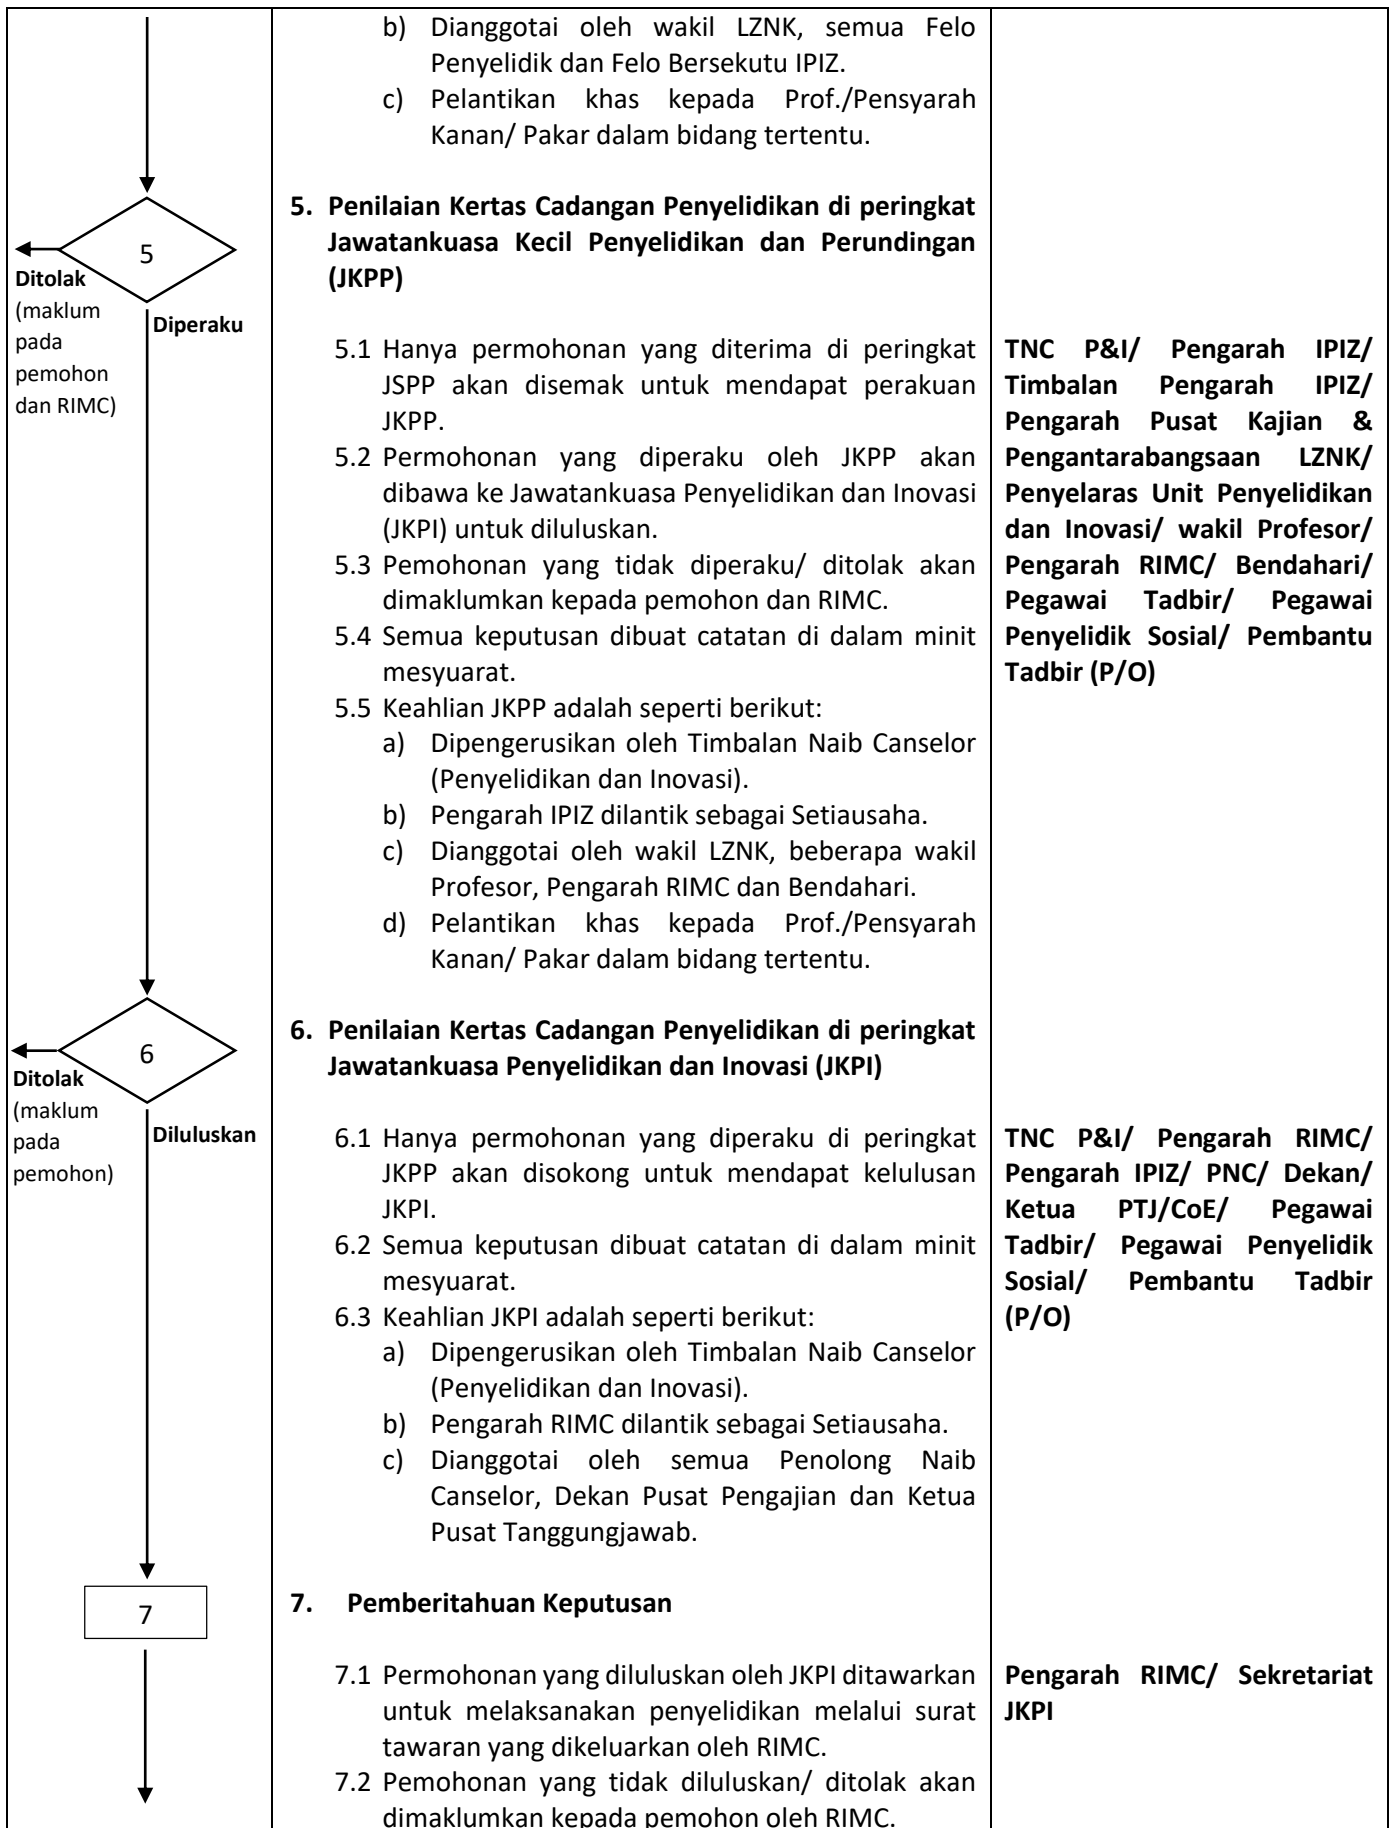 b) Dianggotai oleh wakil LZNK, semua Felo
Penyelidik dan Felo Bersekutu IPIZ.
c) Pelantikan khas kepada Prof./Pensyarah
Kanan/ Pakar dalam bidang tertentu.
5
Ditolak
(maklum
pada
pemohon
dan RIMC)
Diperaku
5. Penilaian Kertas Cadangan Penyelidikan di peringkat
Jawatankuasa Kecil Penyelidikan dan Perundingan
(JKPP)
5.1 Hanya permohonan yang diterima di peringkat
JSPP akan disemak untuk mendapat perakuan
JKPP.
5.2 Permohonan yang diperaku oleh JKPP akan
dibawa ke Jawatankuasa Penyelidikan dan Inovasi
(JKPI) untuk diluluskan.
5.3 Pemohonan yang tidak diperaku/ ditolak akan
dimaklumkan kepada pemohon dan RIMC.
5.4 Semua keputusan dibuat catatan di dalam minit
mesyuarat.
5.5 Keahlian JKPP adalah seperti berikut:
a) Dipengerusikan oleh Timbalan Naib Canselor
(Penyelidikan dan Inovasi).
b) Pengarah IPIZ dilantik sebagai Setiausaha.
c) Dianggotai oleh wakil LZNK, beberapa wakil
Profesor, Pengarah RIMC dan Bendahari.
d) Pelantikan khas kepada Prof./Pensyarah
Kanan/ Pakar dalam bidang tertentu.
TNC P&I/ Pengarah IPIZ/
Timbalan Pengarah IPIZ/
Pengarah Pusat Kajian &
Pengantarabangsaan LZNK/
Penyelaras Unit Penyelidikan
dan Inovasi/ wakil Profesor/
Pengarah RIMC/ Bendahari/
Pegawai Tadbir/ Pegawai
Penyelidik Sosial/ Pembantu
Tadbir (P/O)
6
Ditolak
(maklum
pada
pemohon)
Diluluskan
6. Penilaian Kertas Cadangan Penyelidikan di peringkat
Jawatankuasa Penyelidikan dan Inovasi (JKPI)
6.1 Hanya permohonan yang diperaku di peringkat
JKPP akan disokong untuk mendapat kelulusan
JKPI.
6.2 Semua keputusan dibuat catatan di dalam minit
mesyuarat.
6.3 Keahlian JKPI adalah seperti berikut:
a) Dipengerusikan oleh Timbalan Naib Canselor
(Penyelidikan dan Inovasi).
b) Pengarah RIMC dilantik sebagai Setiausaha.
c) Dianggotai oleh semua Penolong Naib
Canselor, Dekan Pusat Pengajian dan Ketua
Pusat Tanggungjawab.
TNC P&I/ Pengarah RIMC/
Pengarah IPIZ/ PNC/ Dekan/
Ketua PTJ/CoE/ Pegawai
Tadbir/ Pegawai Penyelidik
Sosial/ Pembantu Tadbir
(P/O)
7
7. Pemberitahuan Keputusan
7.1 Permohonan yang diluluskan oleh JKPI ditawarkan
untuk melaksanakan penyelidikan melalui surat
tawaran yang dikeluarkan oleh RIMC.
7.2 Pemohonan yang tidak diluluskan/ ditolak akan
dimaklumkan kepada pemohon oleh RIMC.
Pengarah RIMC/ Sekretariat
JKPI